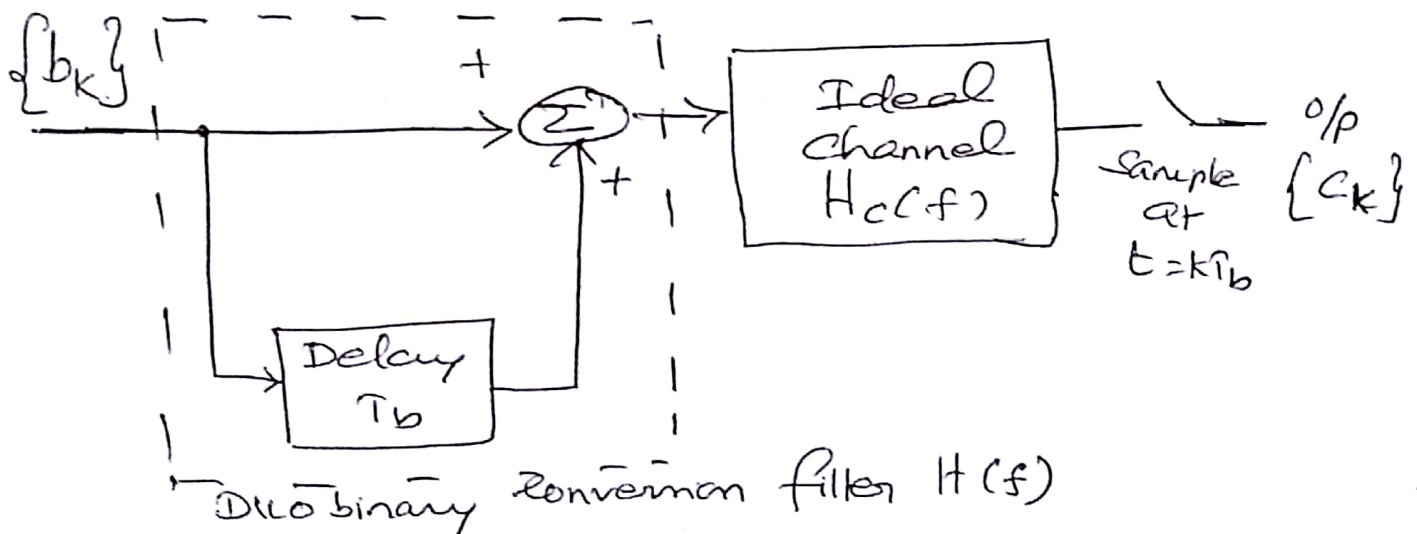 {bk}
+
Σ
+
Delay
Tb
Ideal
Channel
Hc(f)
Sample
at
t=kTb
o/p
{Ck}
Duobinary Conversion filter H(f)